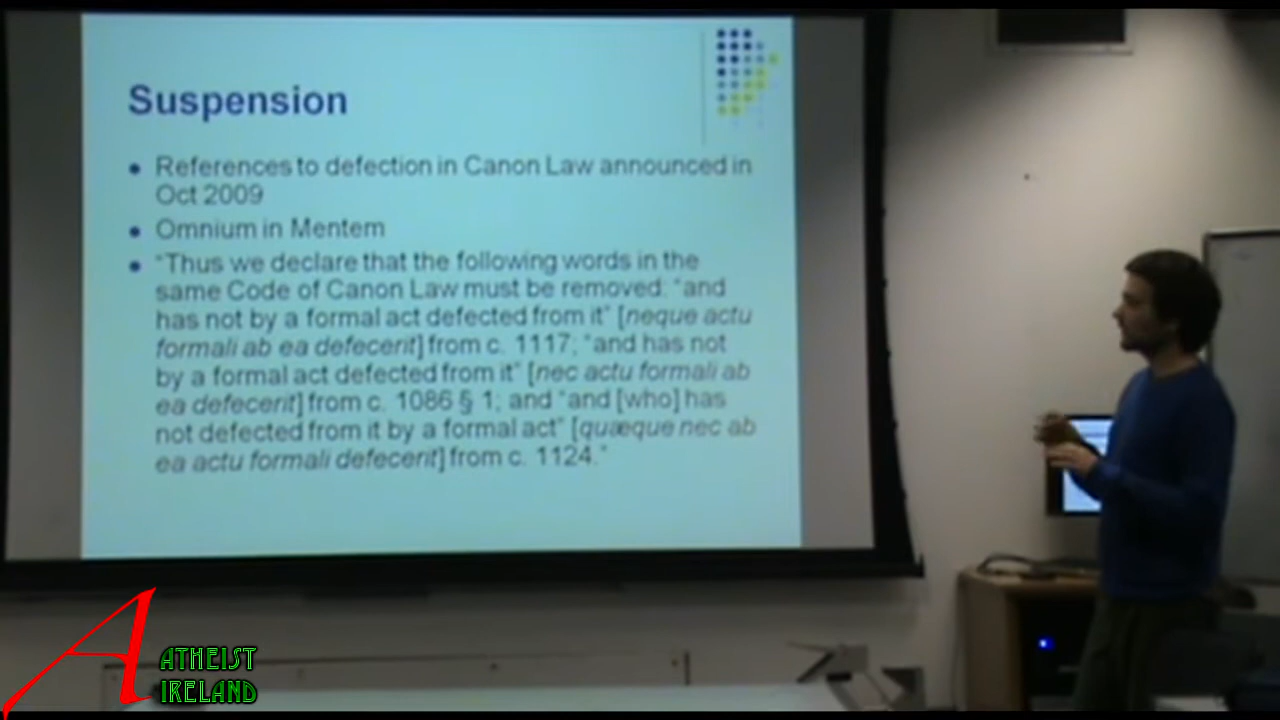 Suspension
References to defection in Canon Law announced in
Oct 2009
Omnium in Mentem
“Thus we declare that the following words in the
same Code of Canon Law must be removed: “and
has not by a formal act defected from it” [neque actu
formali ab ea defecerit] from c. 1117; “and has not
by a formal act defected from it” [nec actu formali ab
ea defecerit] from c. 1086 § 1; and “and [who] has
not defected from it by a formal act” [quæque nec ab
ea actu formali defecerit] from c. 1124.”
ATHEIST
IRELAND